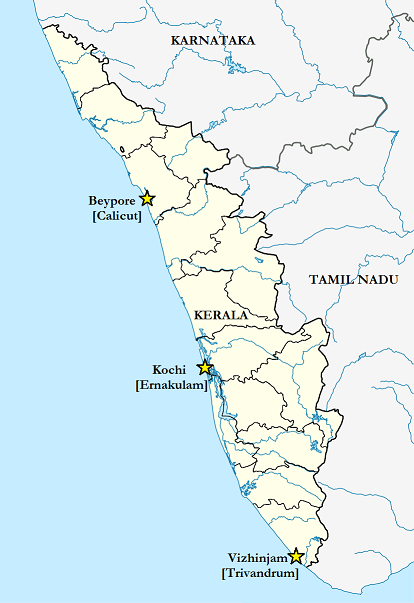 KARNATAKA
Beypore
[Calicut]
TAMIL NADU
KERALA
Kochi
[Ernakulam]
Vizhinjam
[Trivandrum]